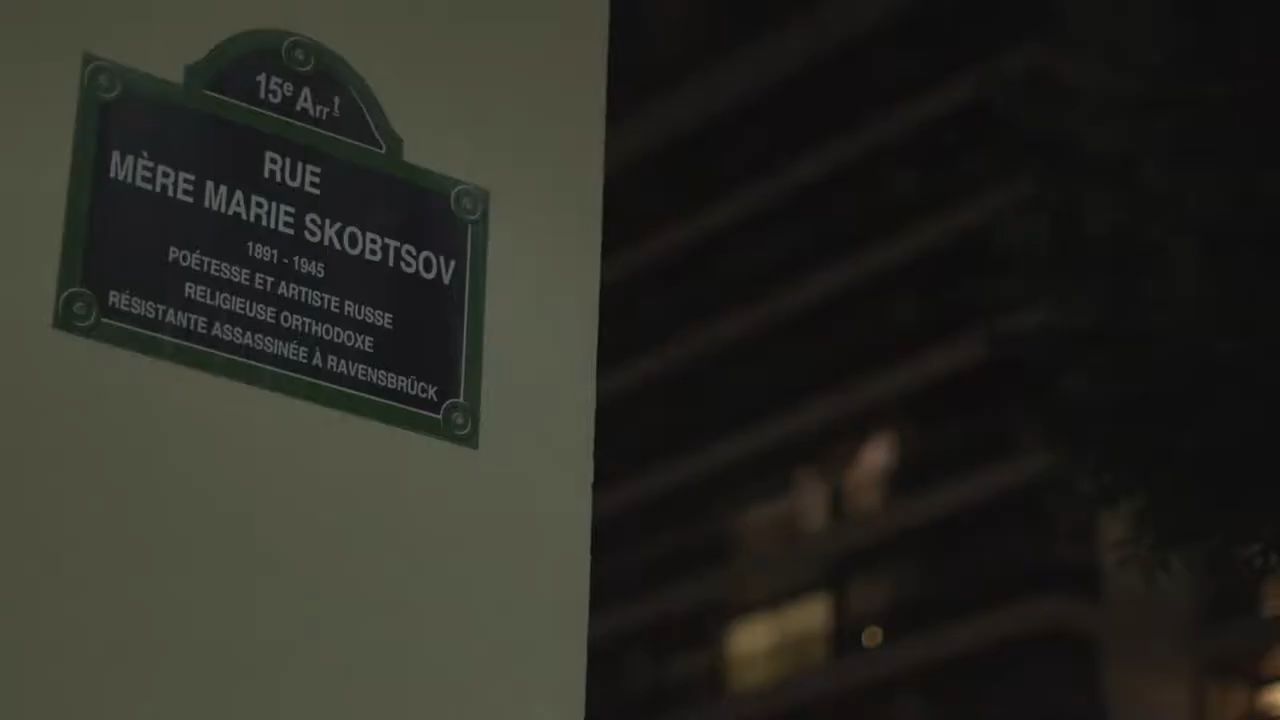 15e Arrt
RUE
MÈRE MARIE SKOBTSOV
1891 - 1945
POÉTESSE ET ARTISTE RUSSE
RELIGIEUSE ORTHODOXE
RÉSISTANTE ASSASSINÉE À RAVENSBRÜCK